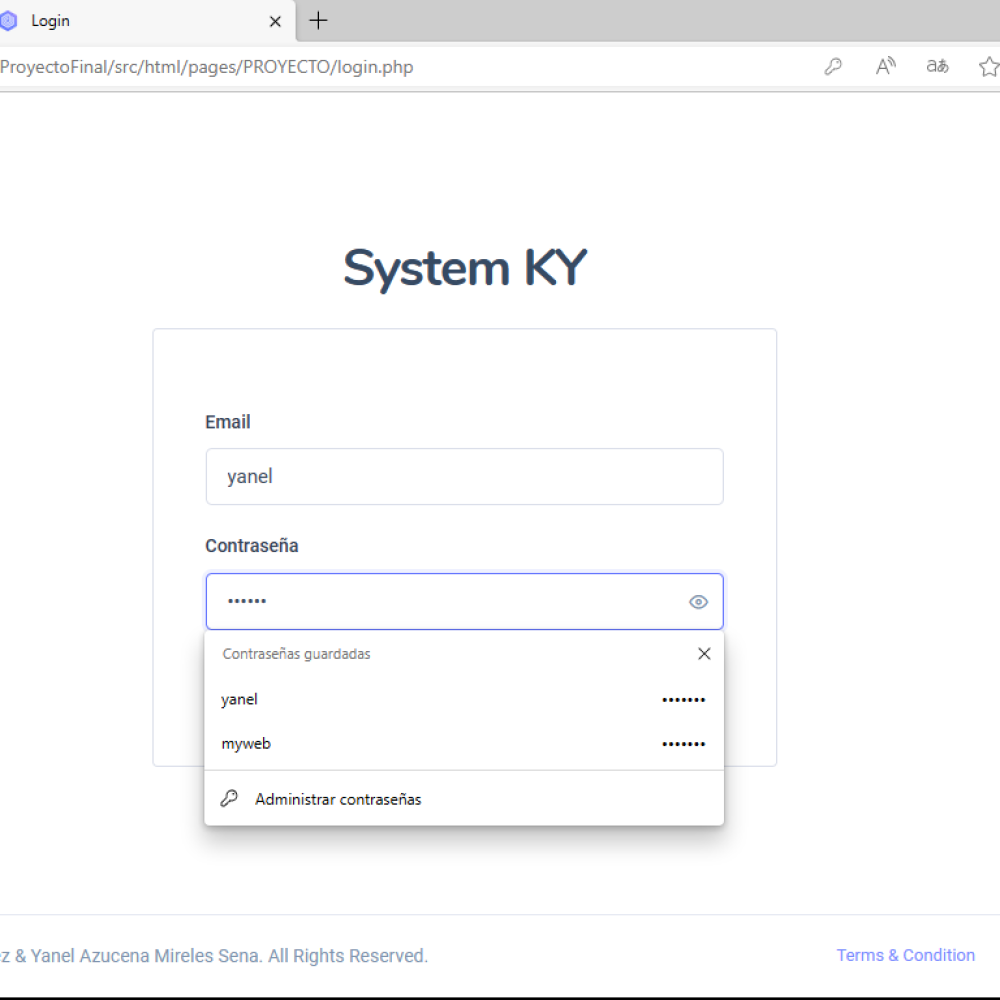 Login
ProyectoFinal/src/html/pages/PROYECTO/login.php
System KY
Email
yanel
Contraseña
••••••
Contraseñas guardadas
yanel •••••••
myweb •••••••
Administrar contraseñas
z & Yanel Azucena Mireles Sena. All Rights Reserved. Terms & Condition